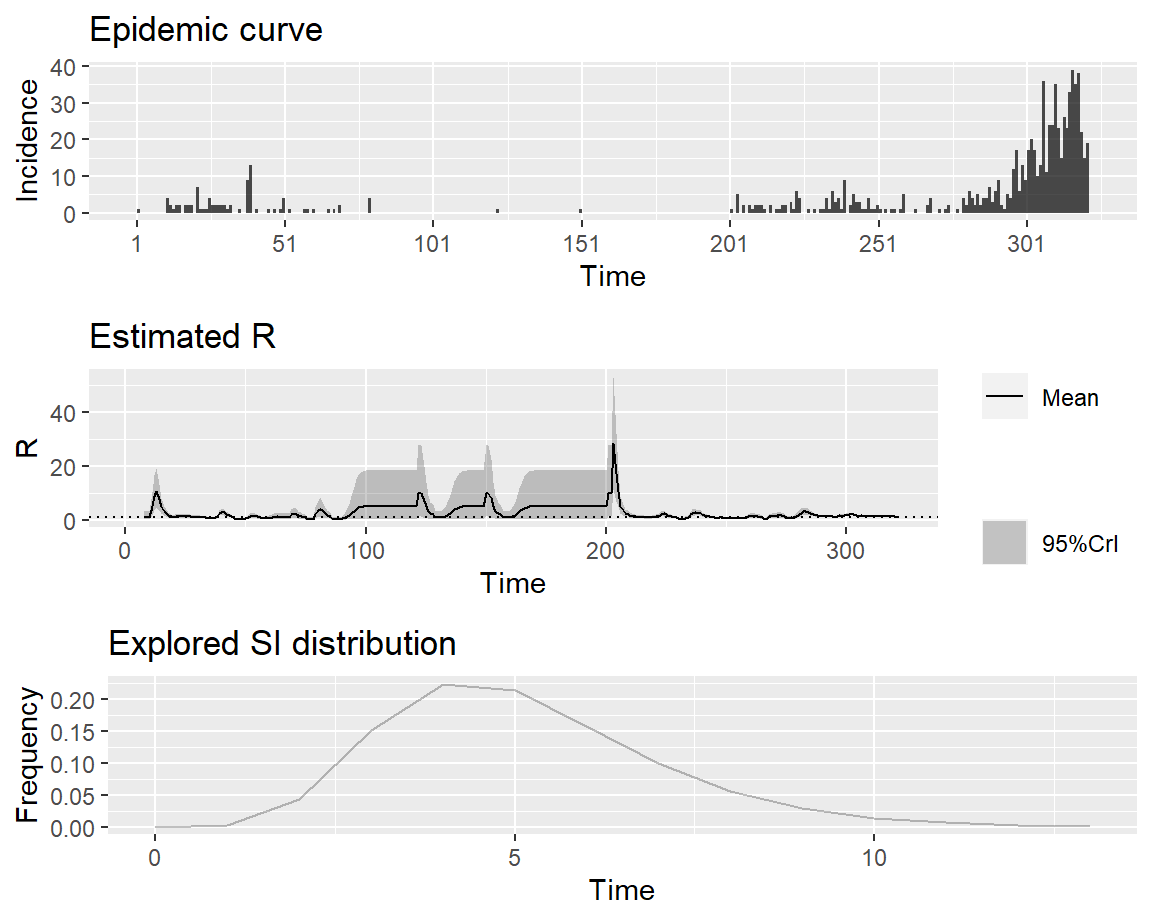 Epidemic curve
40
30
20
10
0
Incidence
1 51 101 151 201 251 301
Time
Estimated R
40
20
0
R
0 100 200 300
Time
Mean
95%CrI
Explored SI distribution
0.20
0.15
0.10
0.05
0.00
Frequency
0 5 10
Time